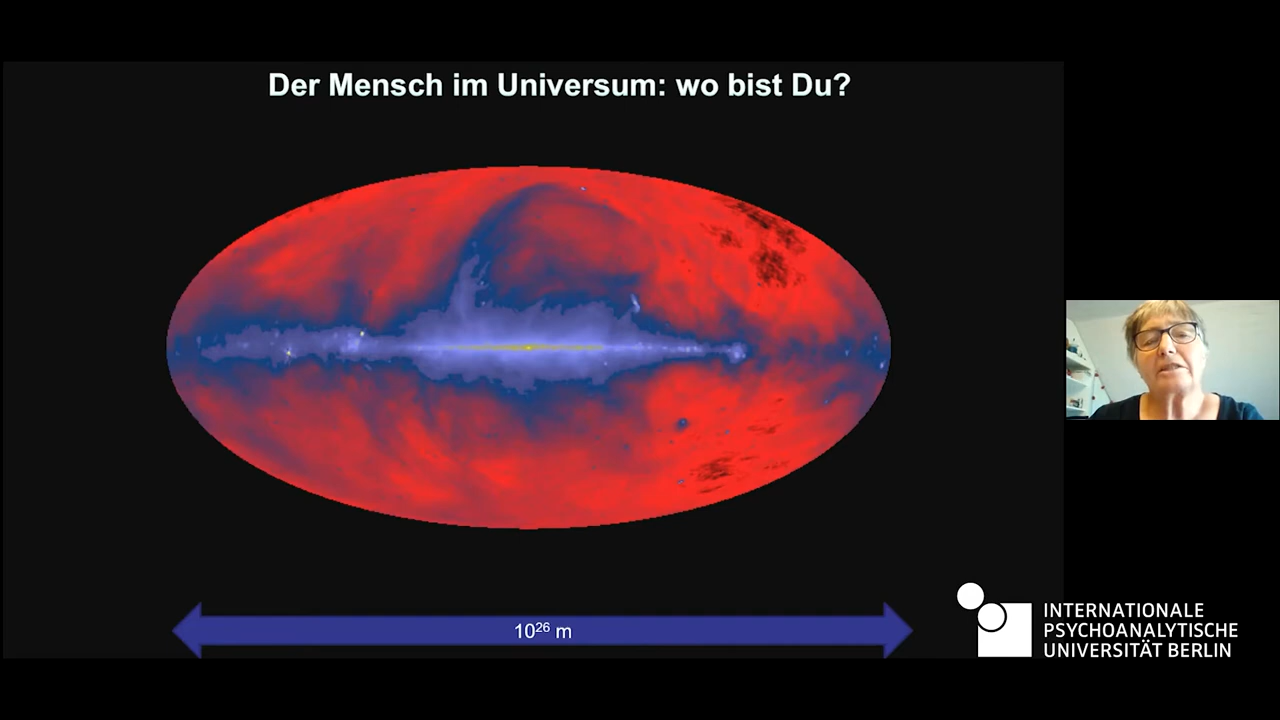 Der Mensch im Universum: wo bist Du?
10²⁶ m
INTERNATIONALE
PSYCHOANALYTISCHE
UNIVERSITÄT BERLIN